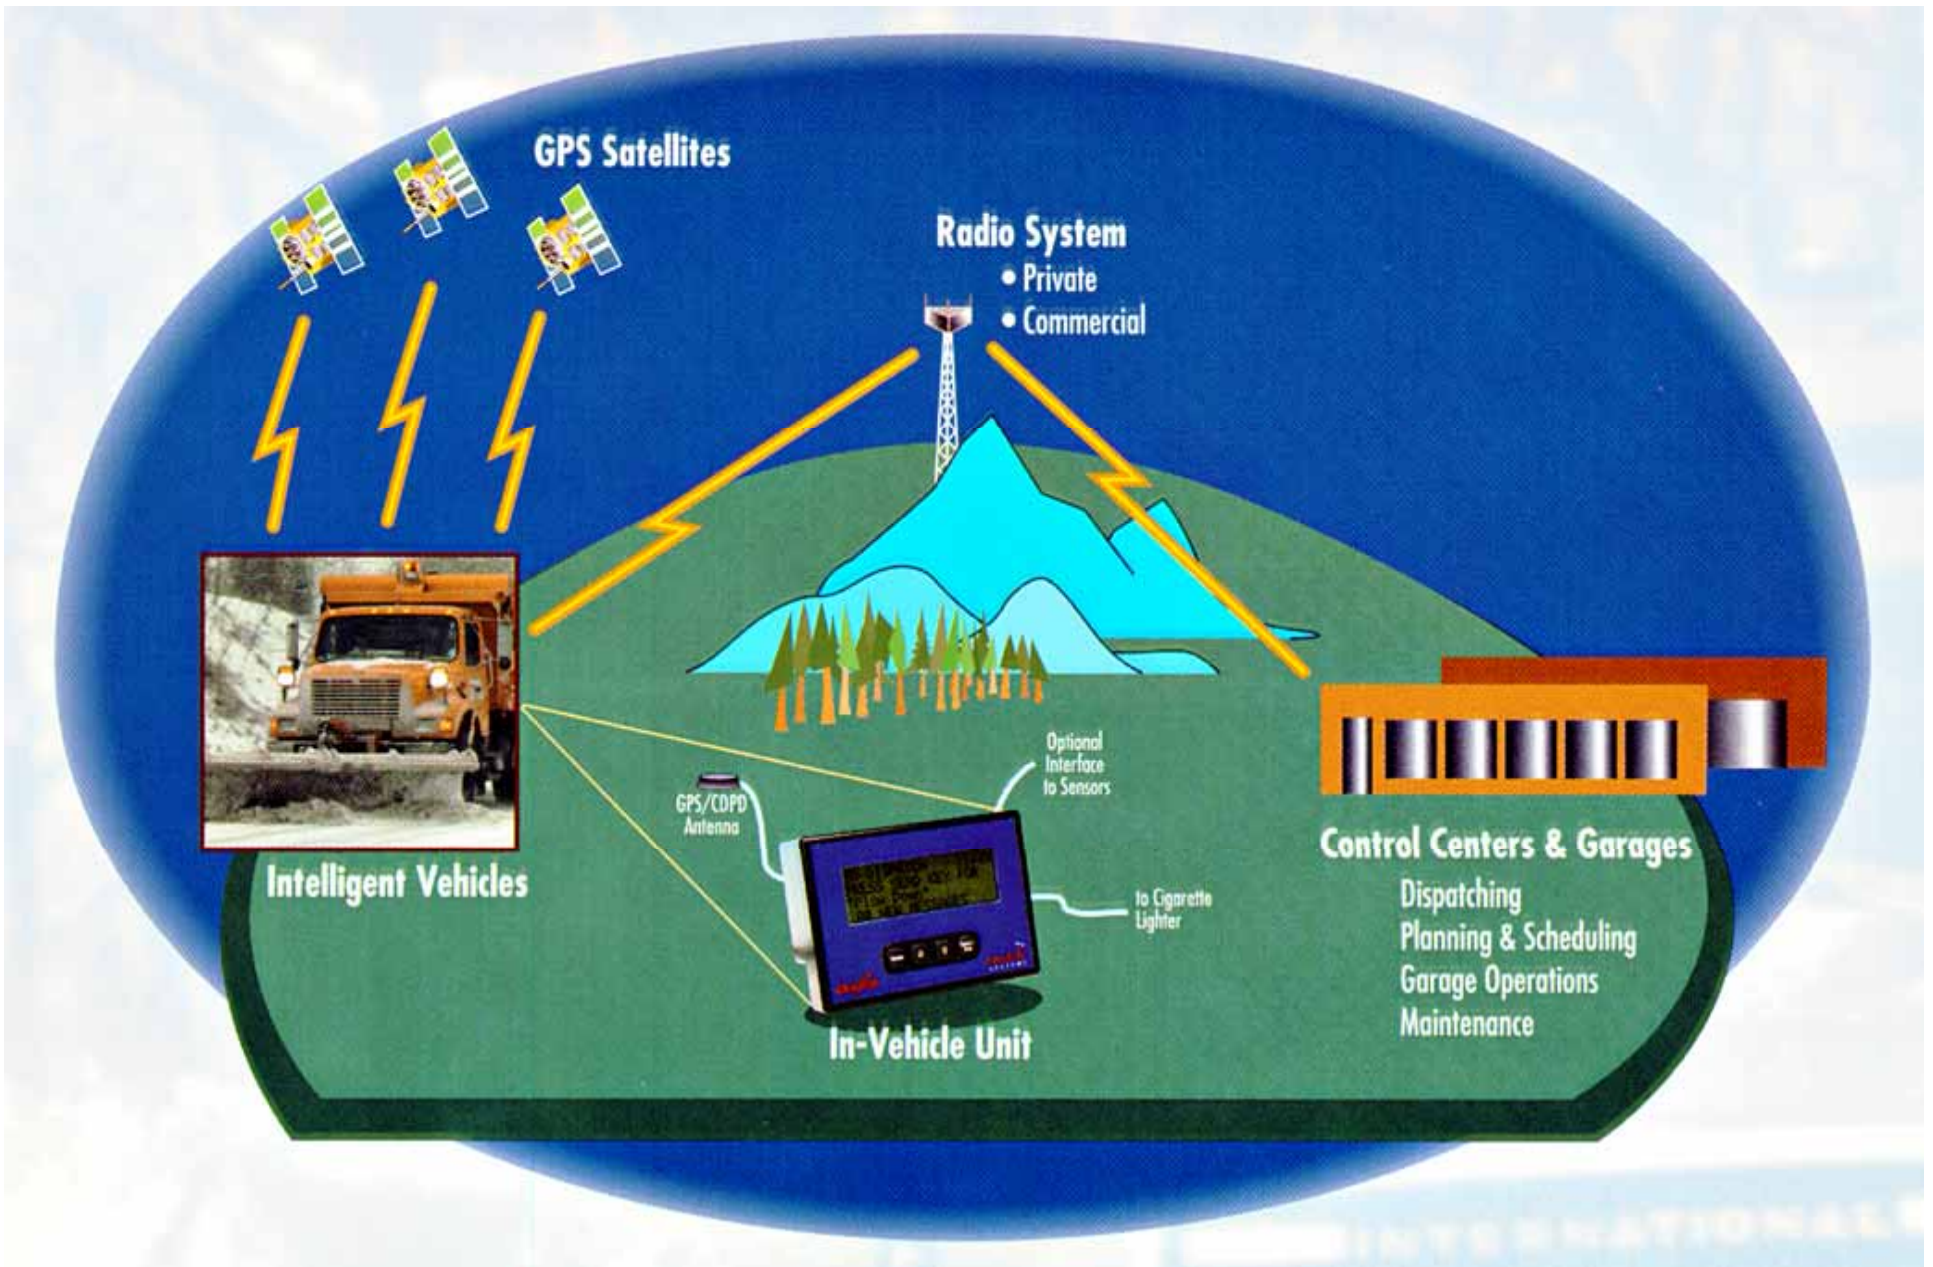 GPS Satellites
Radio System
• Private
• Commercial
Optional
Interface
to Sensors
GPS/CDPD
Antenna
to Cigarette
Lighter
Intelligent Vehicles
In-Vehicle Unit
Control Centers & Garages
Dispatching
Planning & Scheduling
Garage Operations
Maintenance
INTERNATIONAL